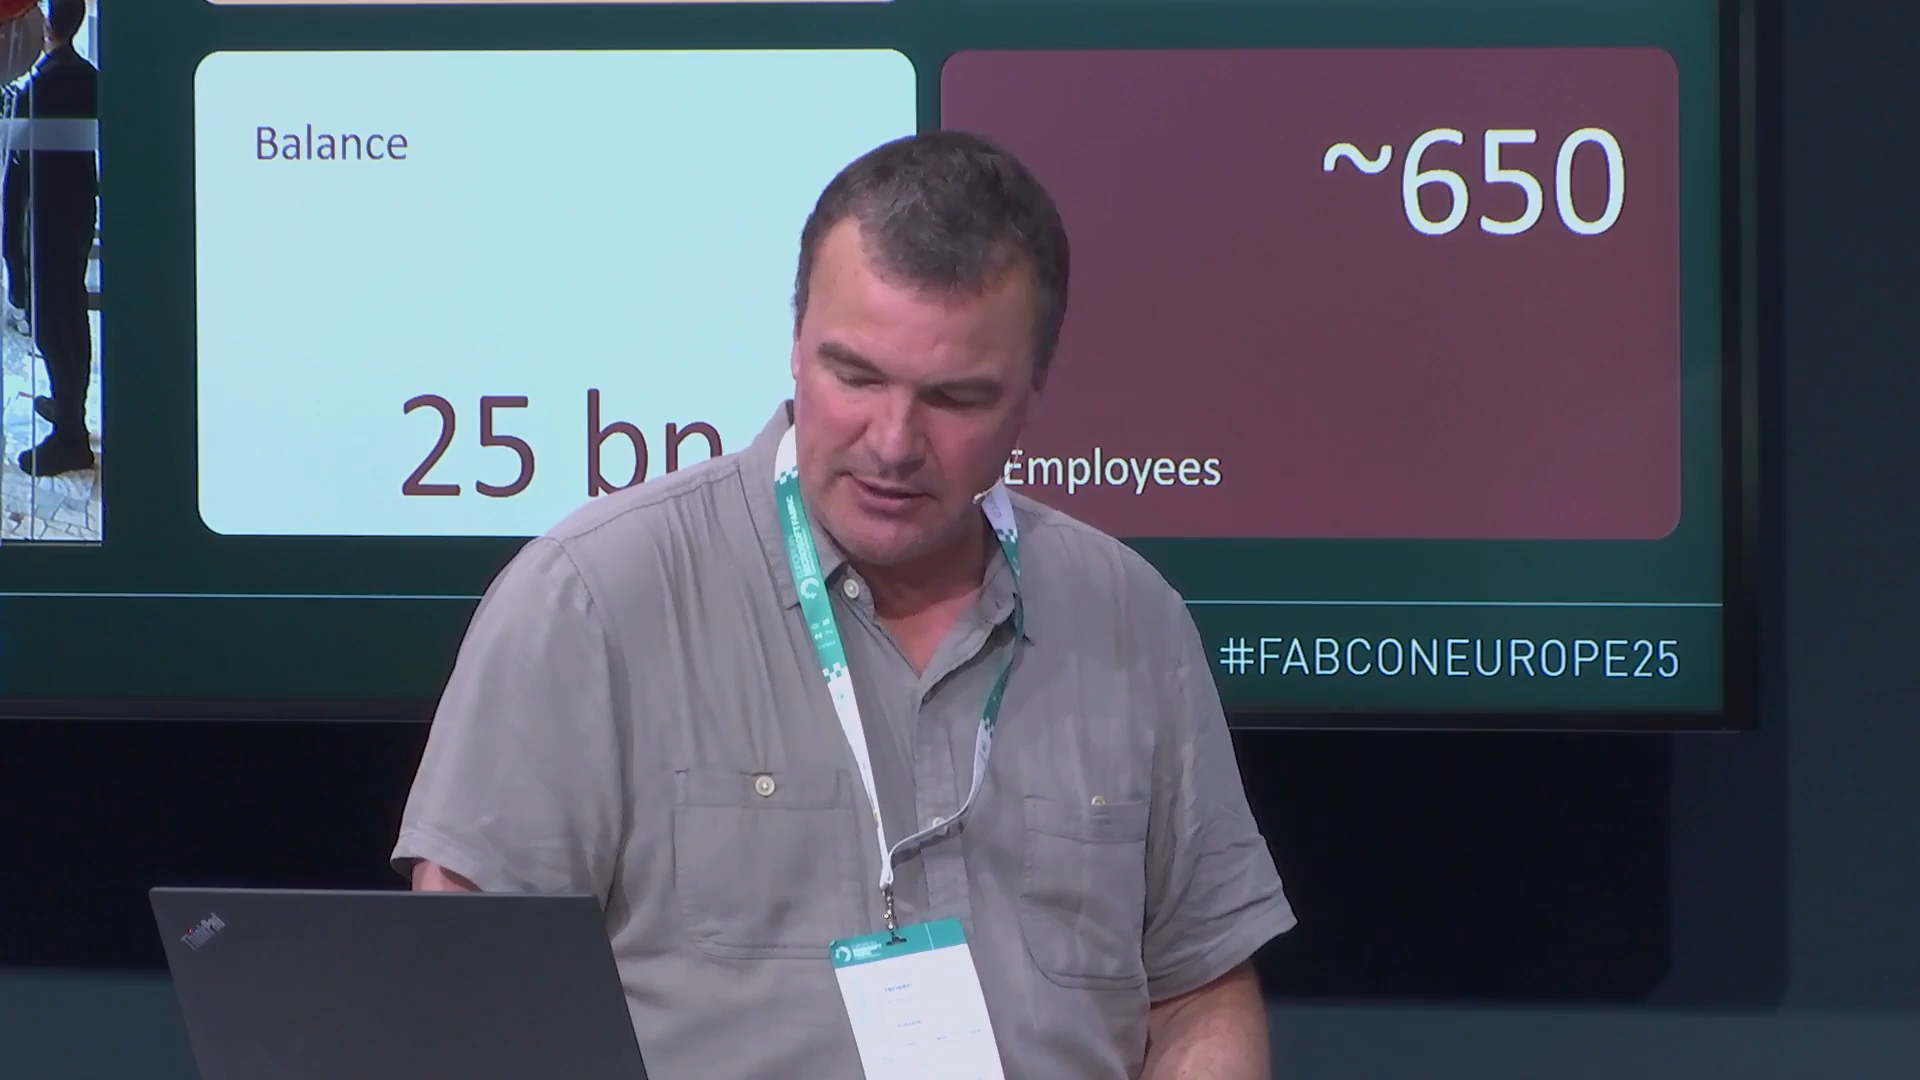 Balance
~650
25 bn
Employees
#FABCONEUROPE25
ThinkPad